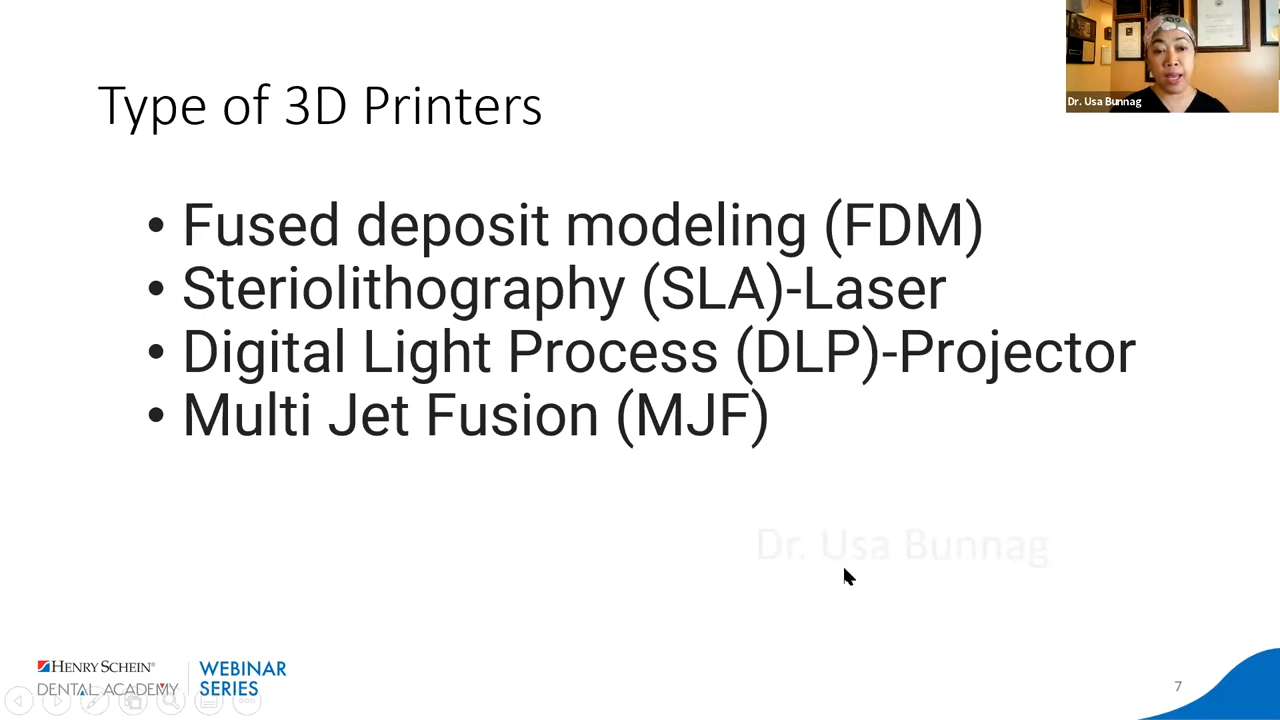 Dr. Usa Bunnag
Type of 3D Printers
• Fused deposit modeling (FDM)
• Steriolithography (SLA)-Laser
• Digital Light Process (DLP)-Projector
• Multi Jet Fusion (MJF)
Dr. Usa Bunnag
HENRY SCHEIN®
DENTAL ACADEMY
WEBINAR
SERIES
7